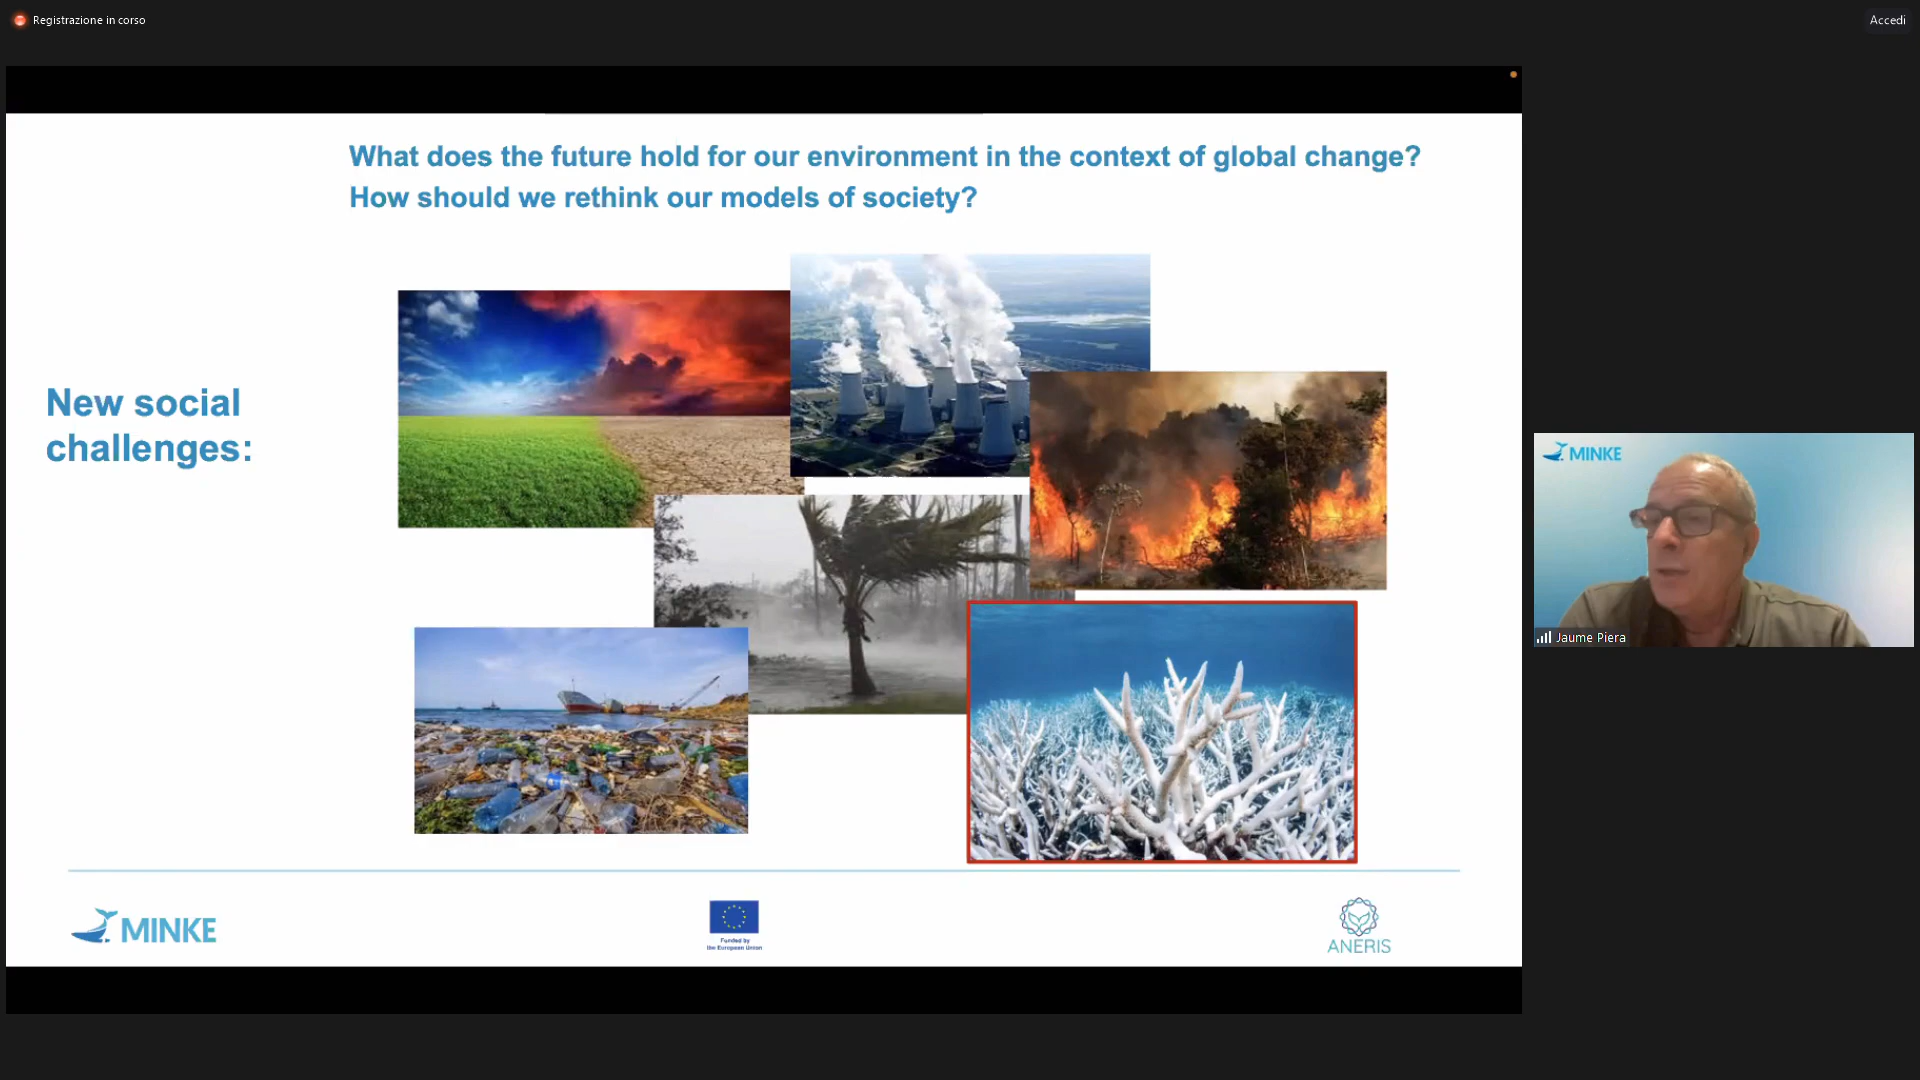 Registrazione in corso
Accedi
What does the future hold for our environment in the context of global change?
How should we rethink our models of society?
New social
challenges:
MINKE
Jaume Piera
MINKE
Funded by
the European Union
ANERIS